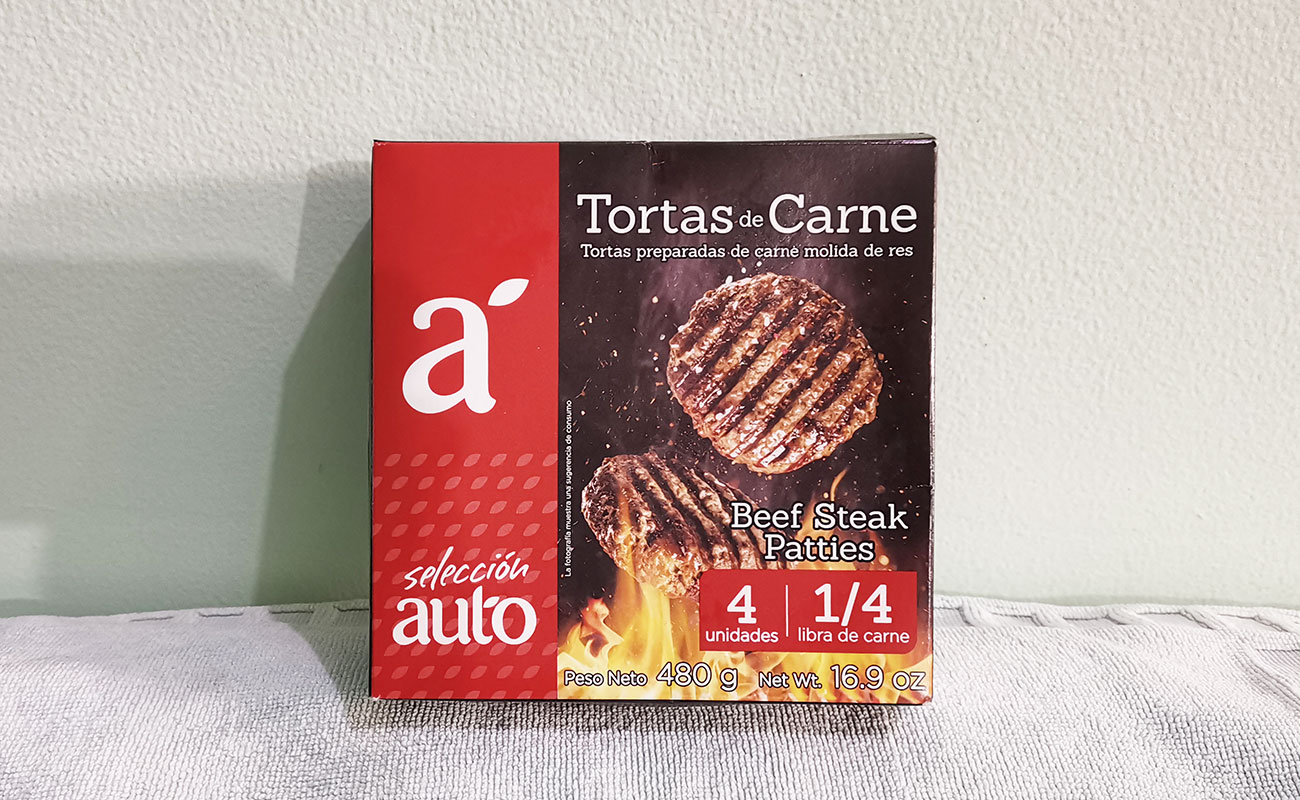 á
selección
auto
Tortas de Carne
Tortas preparadas de carne molida de res
La fotografía muestra una sugerencia de consumo
Beef Steak
Patties
4
unidades
1/4
libra de carne
Peso Neto 480 g Net Wt. 16.9 oz